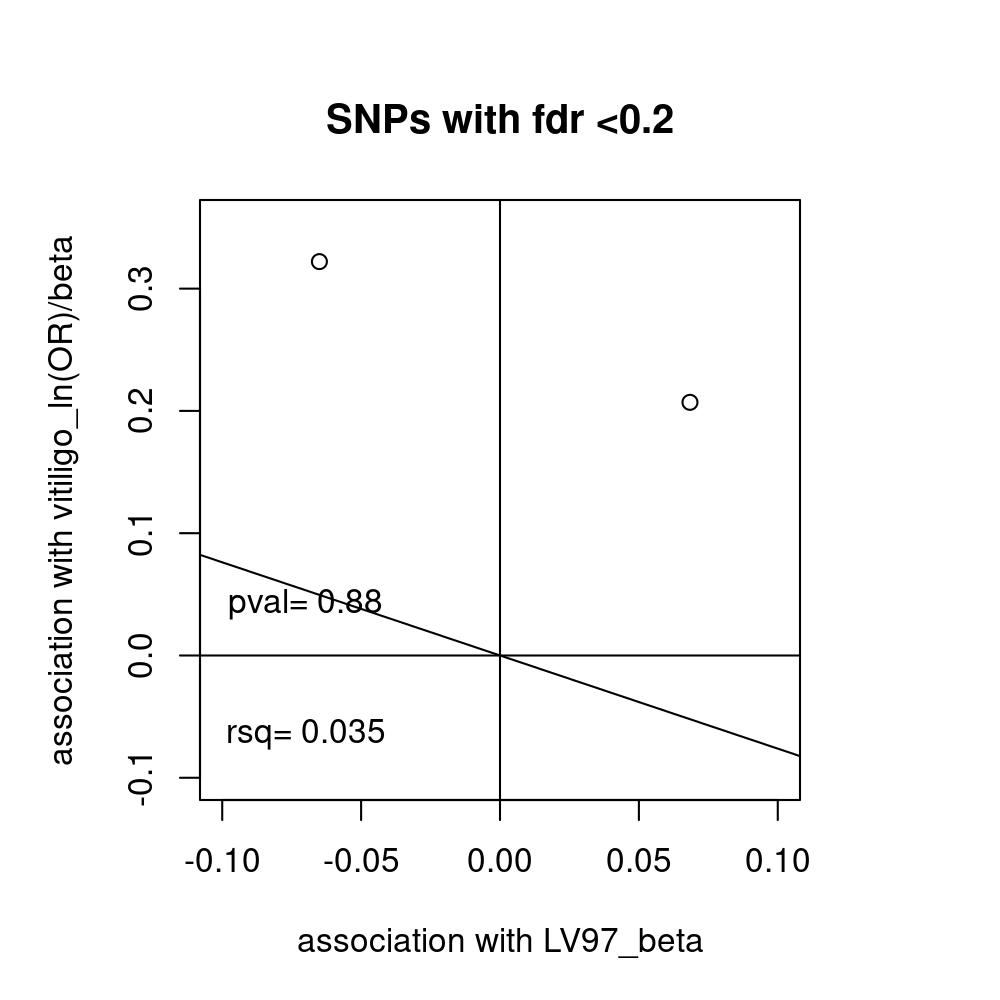 SNPs with fdr <0.2
association with vitiligo_ln(OR)/beta
0.3
0.2
0.1
0.0
-0.1
pval= 0.88
rsq= 0.035
-0.10 -0.05 0.00 0.05 0.10
association with LV97_beta